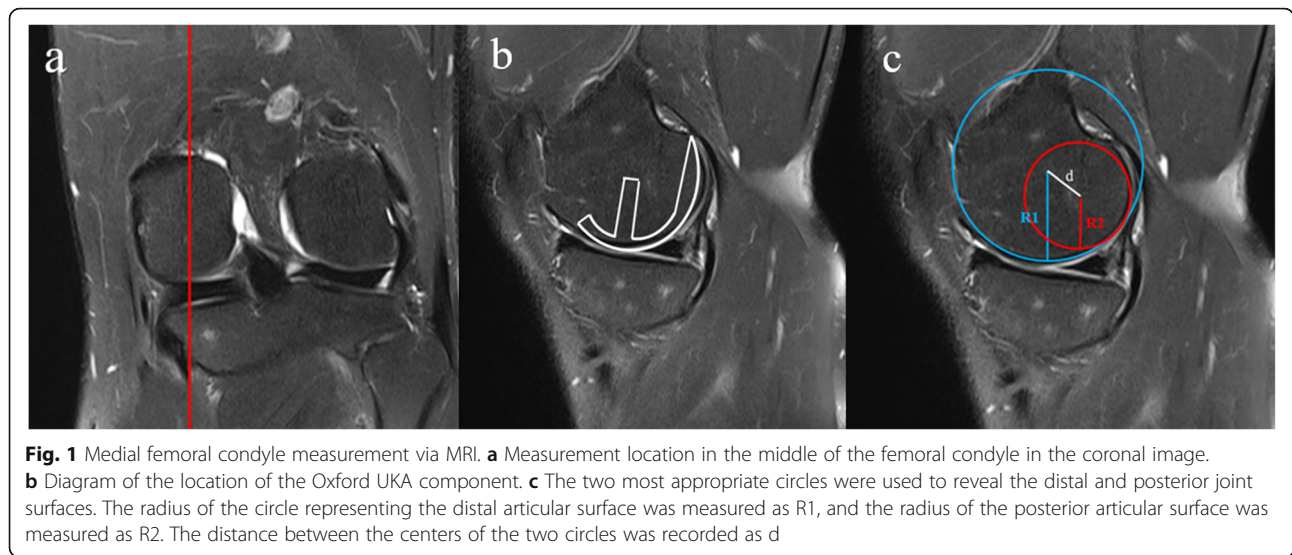 a
b
c
d
R1
R2
Fig. 1 Medial femoral condyle measurement via MRI. a Measurement location in the middle of the femoral condyle in the coronal image.
b Diagram of the location of the Oxford UKA component. c The two most appropriate circles were used to reveal the distal and posterior joint
surfaces. The radius of the circle representing the distal articular surface was measured as R1, and the radius of the posterior articular surface was
measured as R2. The distance between the centers of the two circles was recorded as d